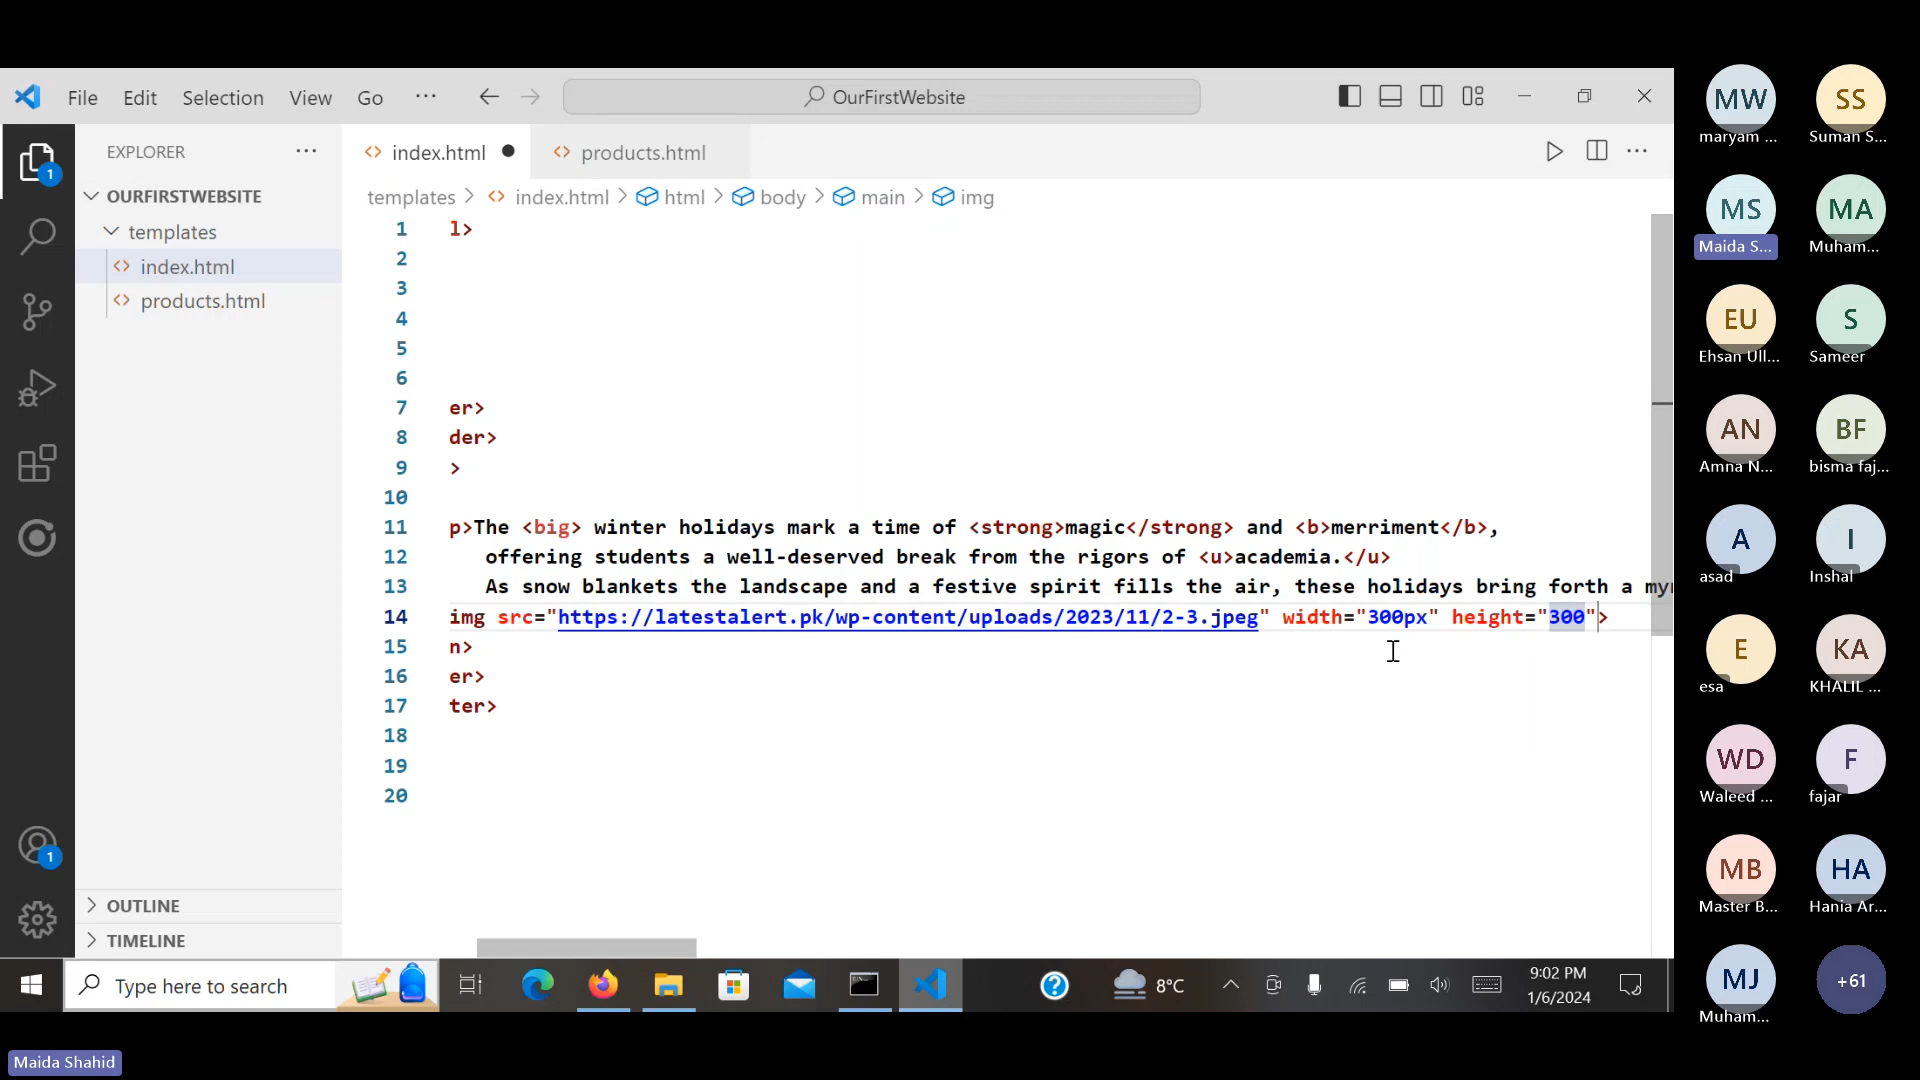 File Edit Selection View Go ··· OurFirstWebsite
EXPLORER ···
OURFIRSTWEBSITE
templates
index.html
products.html
OUTLINE
TIMELINE
1
1
index.html products.html
templates > index.html > html > body > main > img
1 l>
2
3
4
5
6
7 er>
8 der>
9 >
10
11 p>The <big> winter holidays mark a time of <strong>magic</strong> and <b>merriment</b>,
12 offering students a well-deserved break from the rigors of <u>academia.</u>
13 As snow blankets the landscape and a festive spirit fills the air, these holidays bring forth a my
14 img src="https://latestalert.pk/wp-content/uploads/2023/11/2-3.jpeg" width="300px" height="300">
15 n>
16 er>
17 ter>
18
19
20
Type here to search
8°C
9:02 PM
1/6/2024
MW
maryam ...
SS
Suman S...
MS
Maida S...
MA
Muham...
EU
Ehsan Ull...
S
Sameer
AN
Amna N...
BF
bisma faj...
A
asad
I
Inshal
E
esa
KA
KHALIL ...
WD
Waleed ...
F
fajar
MB
Master B...
HA
Hania Ar...
MJ
Muham...
+61
Maida Shahid